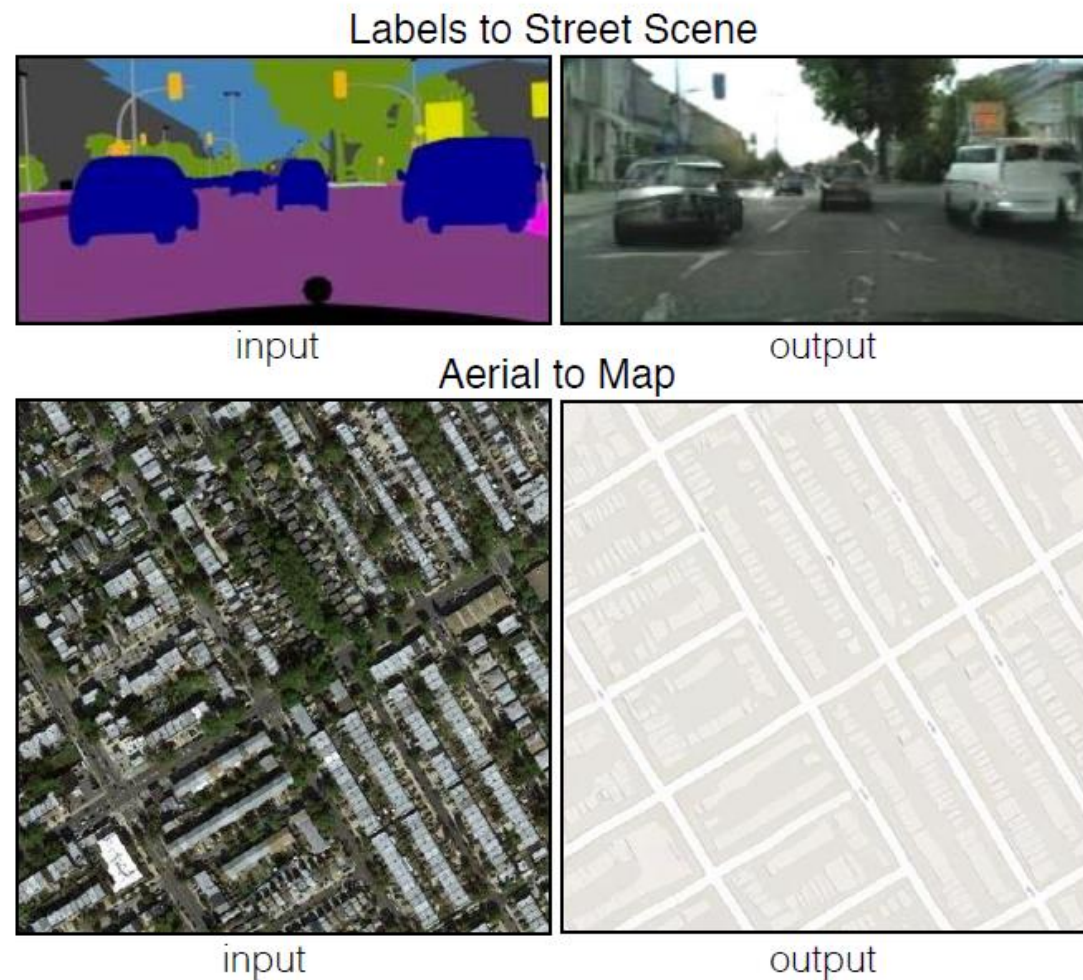 Labels to Street Scene
input
output
Aerial to Map
input
output